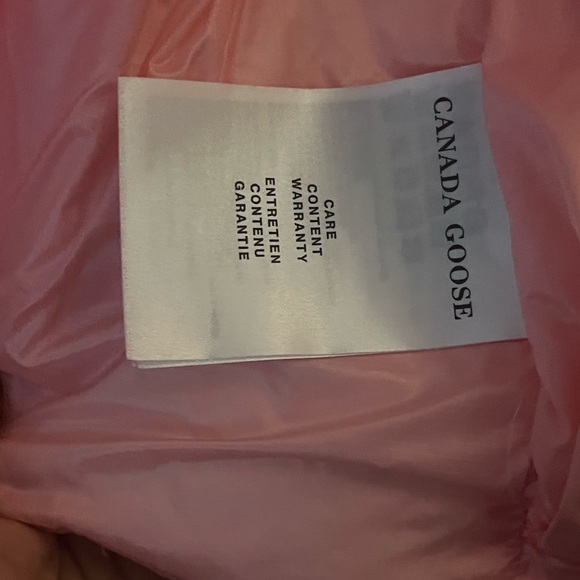 CANADA GOOSE
CARE
CONTENT
WARRANTY
ENTRETIEN
CONTENU
GARANTIE